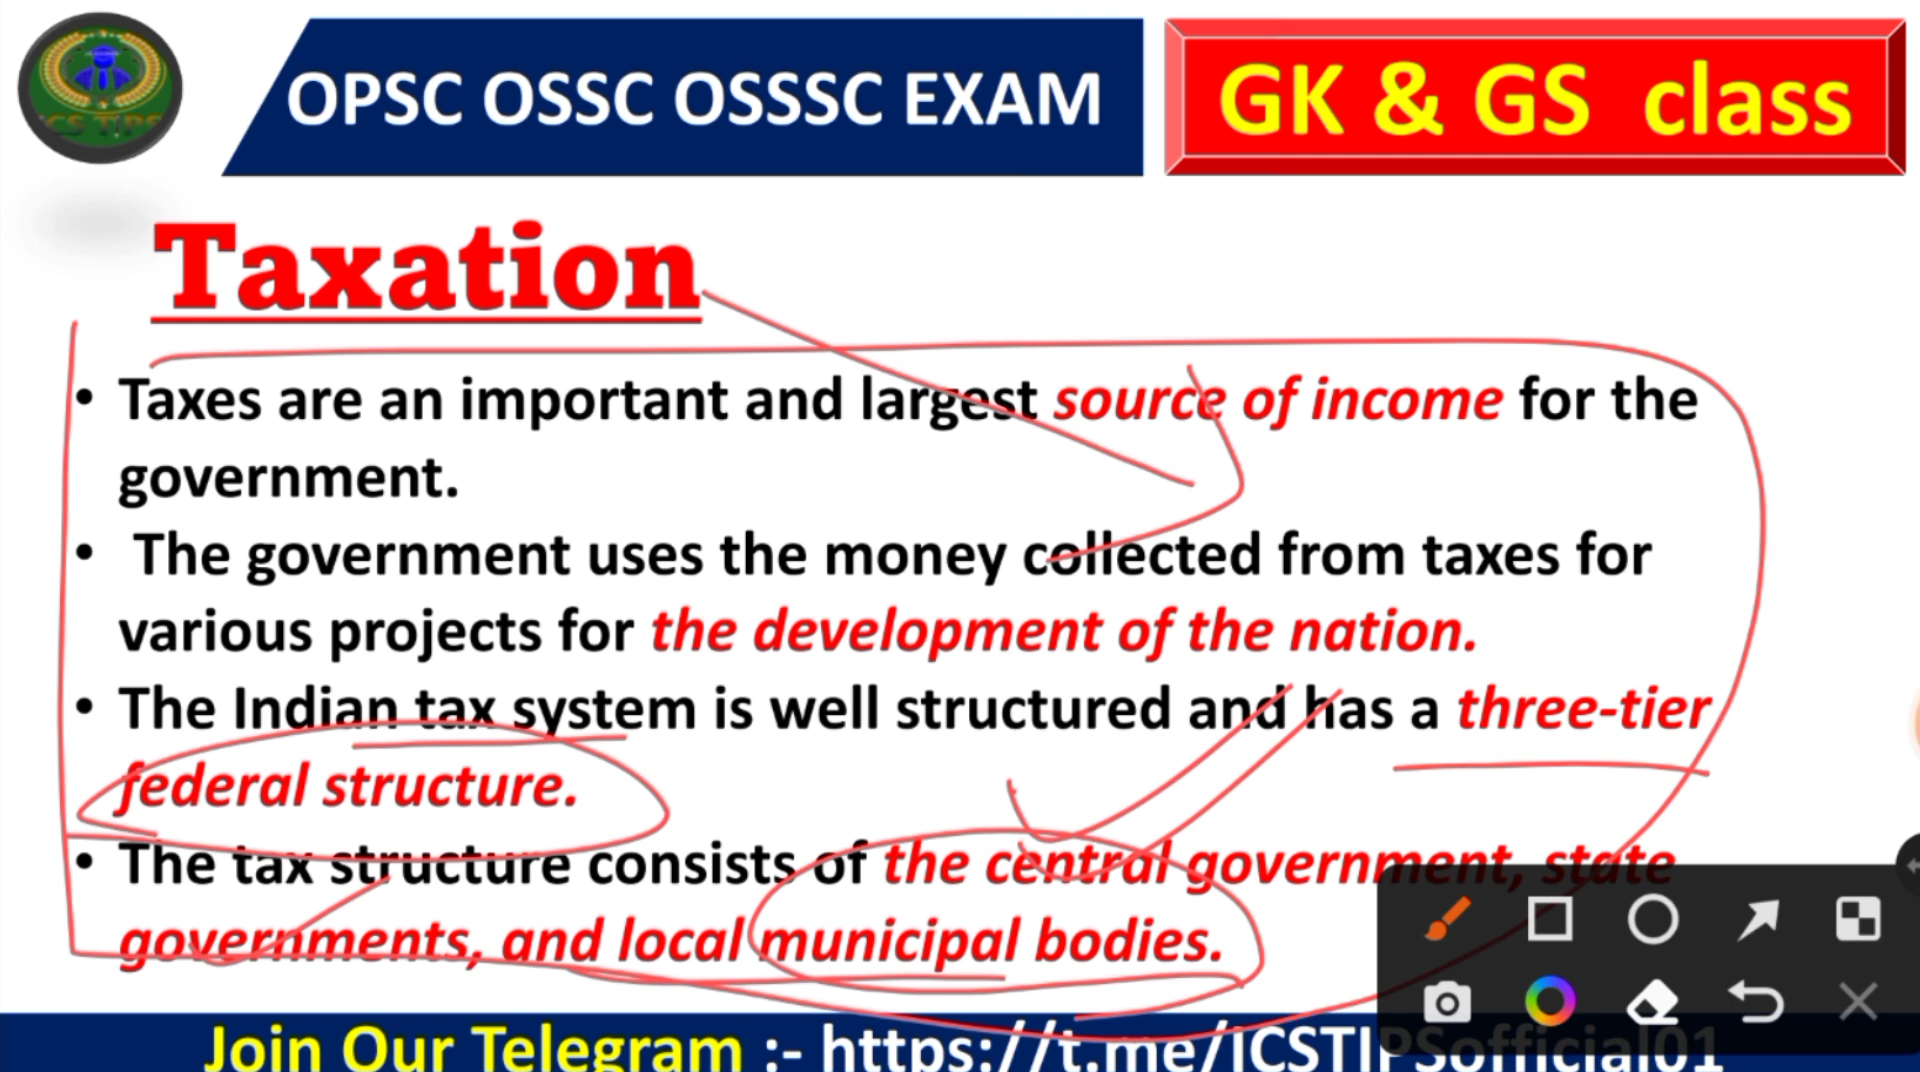 OPSC OSSC OSSSC EXAM
GK & GS class
ICS TIPS
Taxation
• Taxes are an important and largest source of income for the
government.
• The government uses the money collected from taxes for
various projects for the development of the nation.
• The Indian tax system is well structured and has a three-tier
federal structure.
• The tax structure consists of the central government, state
governments, and local municipal bodies.
Join Our Telegram :- https://t.me/ICSTIPSofficial01